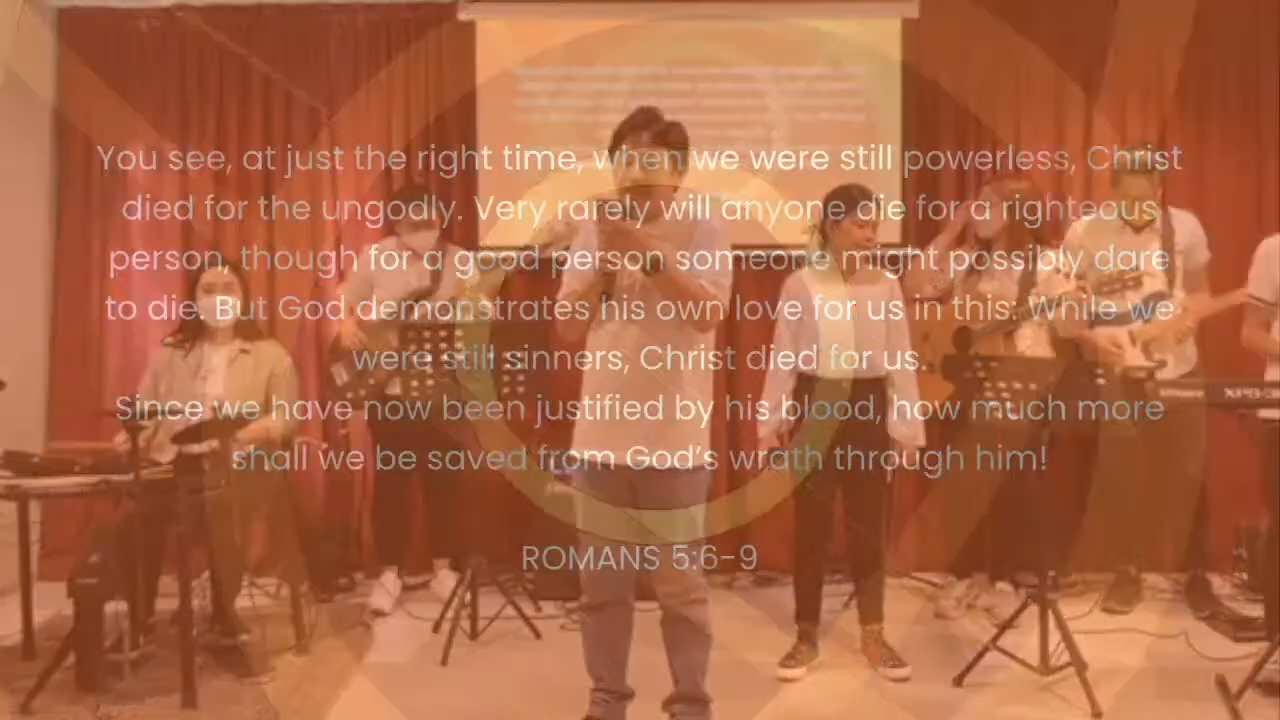 You see, at just the right time, when we were still powerless, Christ
died for the ungodly. Very rarely will anyone die for a righteous
person, though for a good person someone might possibly dare
to die. But God demonstrates his own love for us in this: While we
were still sinners, Christ died for us.
Since we have now been justified by his blood, how much more
shall we be saved from God’s wrath through him!
ROMANS 5:6-9